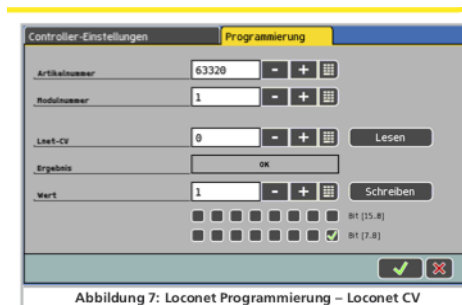 Controller-Einstellungen Programmierung
Artikelnummer 63320 - +
Modulnummer 1 - +
Lnet-CV 0 - + Lesen
Ergebnis OK
Wert 1 - + Schreiben
Bit [15..8]
Bit [7..0]
Abbildung 7: Loconet Programmierung – Loconet CV